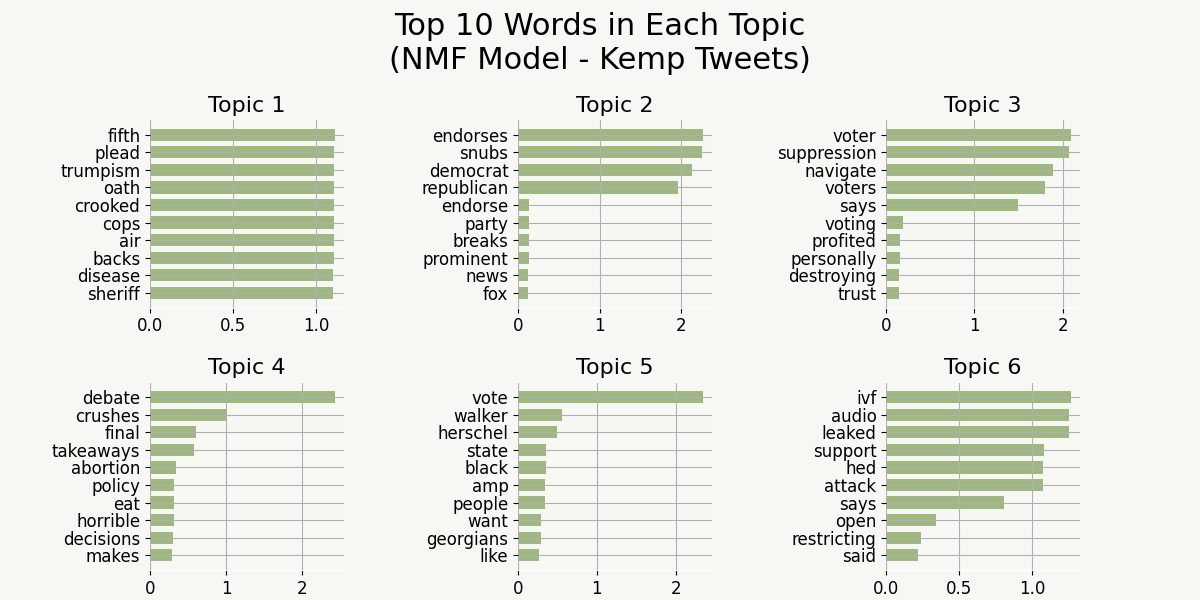 Top 10 Words in Each Topic
(NMF Model - Kemp Tweets)
Topic 1
fifth
plead
trumpism
oath
crooked
cops
air
backs
disease
sheriff
0.0 0.5 1.0
Topic 2
endorses
snubs
democrat
republican
endorse
party
breaks
prominent
news
fox
0 1 2
Topic 3
voter
suppression
navigate
voters
says
voting
profited
personally
destroying
trust
0 1 2
Topic 4
debate
crushes
final
takeaways
abortion
policy
eat
horrible
decisions
makes
0 1 2
Topic 5
vote
walker
herschel
state
black
amp
people
want
georgians
like
0 1 2
Topic 6
ivf
audio
leaked
support
hed
attack
says
open
restricting
said
0.0 0.5 1.0